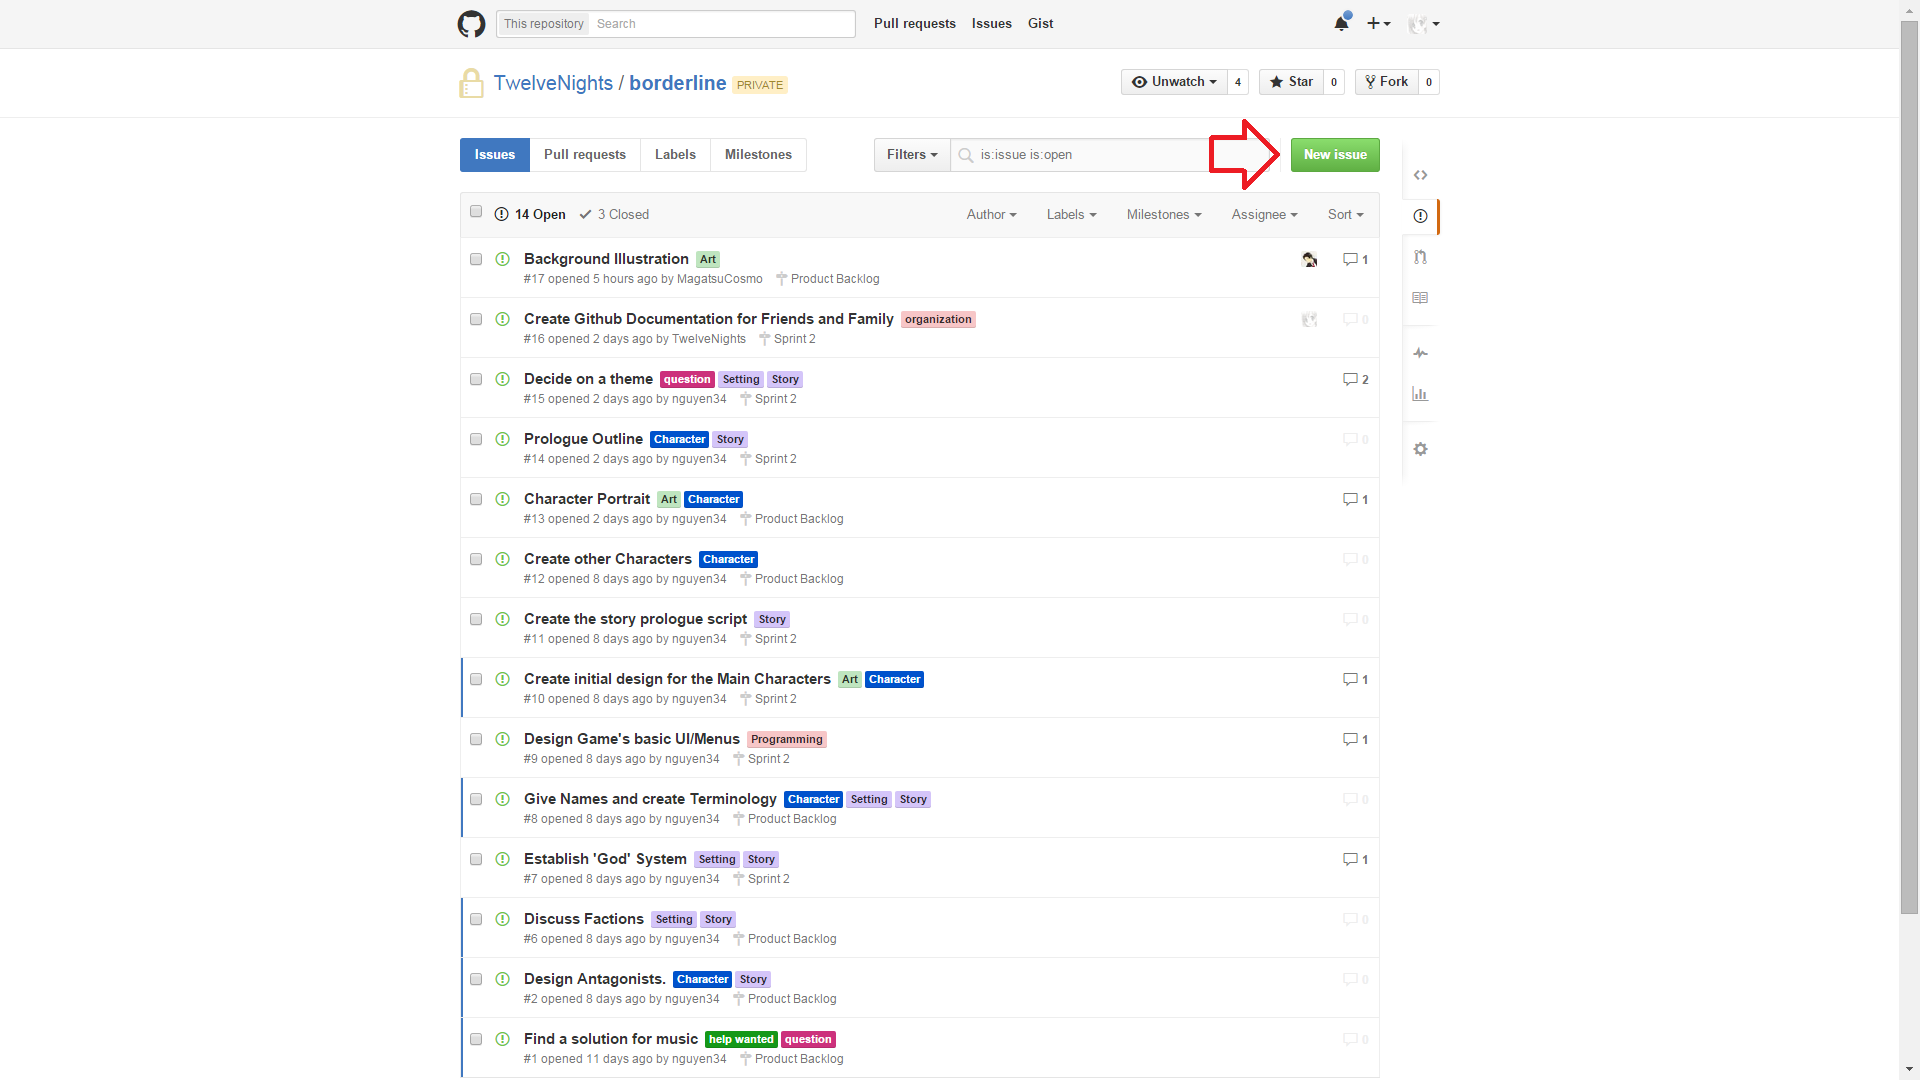 This repository Search Pull requests Issues Gist
TwelveNights / borderline PRIVATE Unwatch 4 Star 0 Fork 0
Issues Pull requests Labels Milestones Filters is:issue is:open New issue
14 Open 3 Closed Author Labels Milestones Assignee Sort
Background Illustration Art 1
#17 opened 5 hours ago by MagatsuCosmo Product Backlog
Create Github Documentation for Friends and Family organization 0
#16 opened 2 days ago by TwelveNights Sprint 2
Decide on a theme question Setting Story 2
#15 opened 2 days ago by nguyen34 Sprint 2
Prologue Outline Character Story 0
#14 opened 2 days ago by nguyen34 Sprint 2
Character Portrait Art Character 1
#13 opened 2 days ago by nguyen34 Product Backlog
Create other Characters Character 0
#12 opened 8 days ago by nguyen34 Product Backlog
Create the story prologue script Story 0
#11 opened 8 days ago by nguyen34 Sprint 2
Create initial design for the Main Characters Art Character 1
#10 opened 8 days ago by nguyen34 Sprint 2
Design Game's basic UI/Menus Programming 1
#9 opened 8 days ago by nguyen34 Sprint 2
Give Names and create Terminology Character Setting Story 0
#8 opened 8 days ago by nguyen34 Product Backlog
Establish 'God' System Setting Story 1
#7 opened 8 days ago by nguyen34 Sprint 2
Discuss Factions Setting Story 0
#6 opened 8 days ago by nguyen34 Product Backlog
Design Antagonists. Character Story 0
#2 opened 8 days ago by nguyen34 Product Backlog
Find a solution for music help wanted question 0
#1 opened 11 days ago by nguyen34 Product Backlog